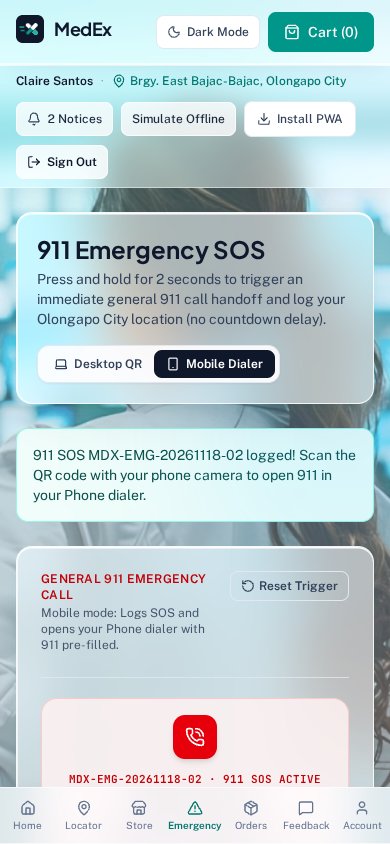 MedEx
Dark Mode
Cart (0)
Claire Santos · Brgy. East Bajac-Bajac, Olongapo City
2 Notices
Simulate Offline
Install PWA
Sign Out
911 Emergency SOS
Press and hold for 2 seconds to trigger an
immediate general 911 call handoff and log your
Olongapo City location (no countdown delay).
Desktop QR
Mobile Dialer
911 SOS MDX-EMG-20261118-02 logged! Scan the
QR code with your phone camera to open 911 in
your Phone dialer.
GENERAL 911 EMERGENCY
CALL
Reset Trigger
Mobile mode: Logs SOS and
opens your Phone dialer with
911 pre-filled.
MDX-EMG-20261118-02 · 911 SOS ACTIVE
Home
Locator
Store
Emergency
Orders
Feedback
Account